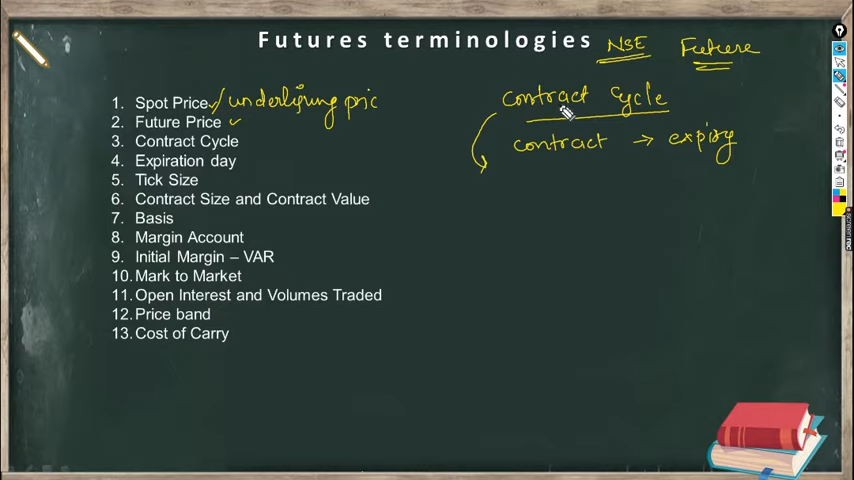 Futures terminologies NSE Future
1. Spot Price ✓/ underlying pric
2. Future Price ✓
3. Contract Cycle
4. Expiration day
5. Tick Size
6. Contract Size and Contract Value
7. Basis
8. Margin Account
9. Initial Margin – VAR
10. Mark to Market
11. Open Interest and Volumes Traded
12. Price band
13. Cost of Carry
Contract Cycle
contract → expiry